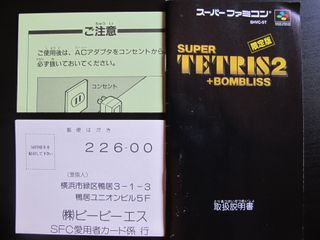 ご注意
ご使用後は、ACアダプタをコンセントから
必ず抜いておいてください。
コンセント
郵便はがき
226-00
(受取人)
横浜市緑区鴨居3-1-3
鴨居ユニオンビル5F
(株)ビーピーエス
SFC愛用者カード係 行
スーパーファミコン
SHVC-5T
SUPER
限定版
TETRIS2
+BOMBLISS
取扱説明書